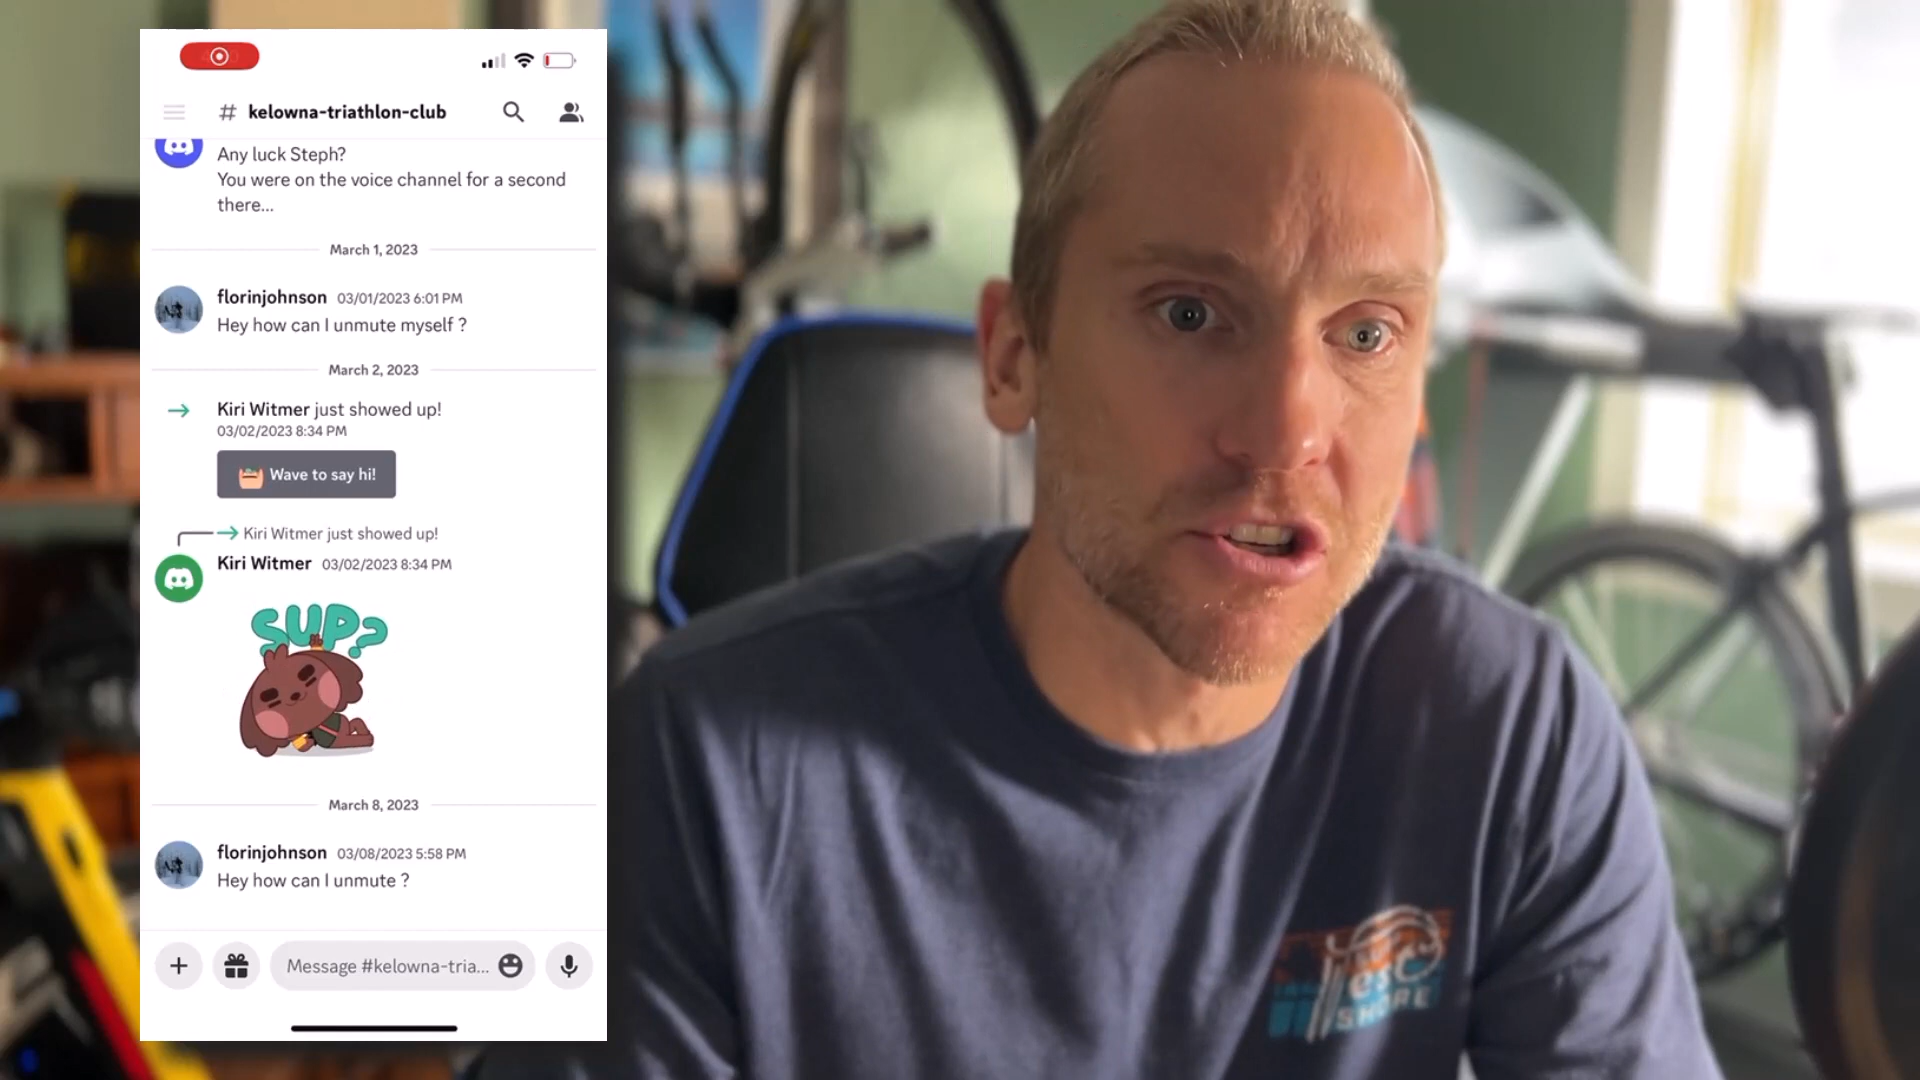 # kelowna-triathlon-club
Any luck Steph?
You were on the voice channel for a second
there...
March 1, 2023
florinjohnson 03/01/2023 6:01 PM
Hey how can I unmute myself ?
March 2, 2023
Kiri Witmer just showed up!
03/02/2023 8:34 PM
Wave to say hi!
Kiri Witmer just showed up!
Kiri Witmer 03/02/2023 8:34 PM
SUP?
March 8, 2023
florinjohnson 03/08/2023 5:58 PM
Hey how can I unmute ?
Message #kelowna-tria...
SHORE